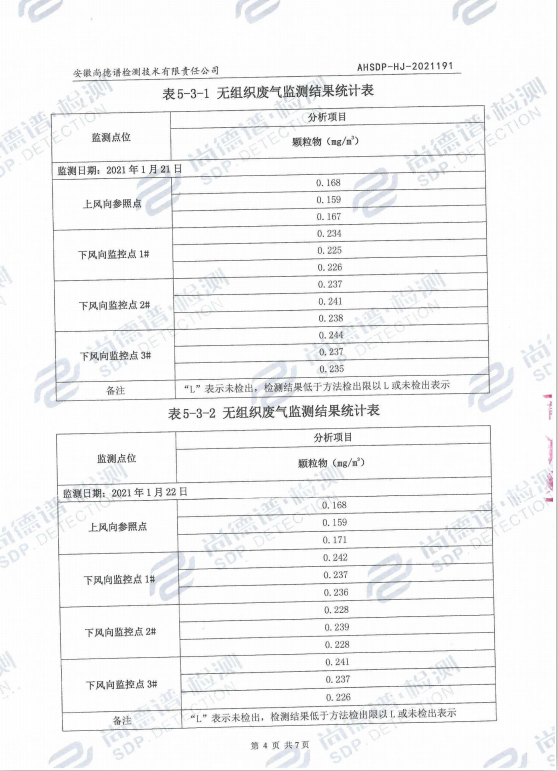 安徽尚德谱检测技术有限责任公司
AHSDP-HJ-2021191
表5-3-1 无组织废气监测结果统计表
监测点位
分析项目
颗粒物（mg/m³）
监测日期：2021 年 1 月 21 日
上风向参照点
0.168
0.159
0.167
下风向监控点 1#
0.234
0.225
0.226
下风向监控点 2#
0.237
0.241
0.238
下风向监控点 3#
0.244
0.237
0.235
备注
“L”表示未检出，检测结果低于方法检出限以 L 或未检出表示
表5-3-2 无组织废气监测结果统计表
监测点位
分析项目
颗粒物（mg/m³）
监测日期：2021 年 1 月 22 日
上风向参照点
0.168
0.159
0.171
下风向监控点 1#
0.242
0.237
0.236
下风向监控点 2#
0.228
0.239
0.228
下风向监控点 3#
0.241
0.237
0.226
备注
“L”表示未检出，检测结果低于方法检出限以 L 或未检出表示
第 4 页 共 7 页
尚德谱·检测
SDP·DETECTION